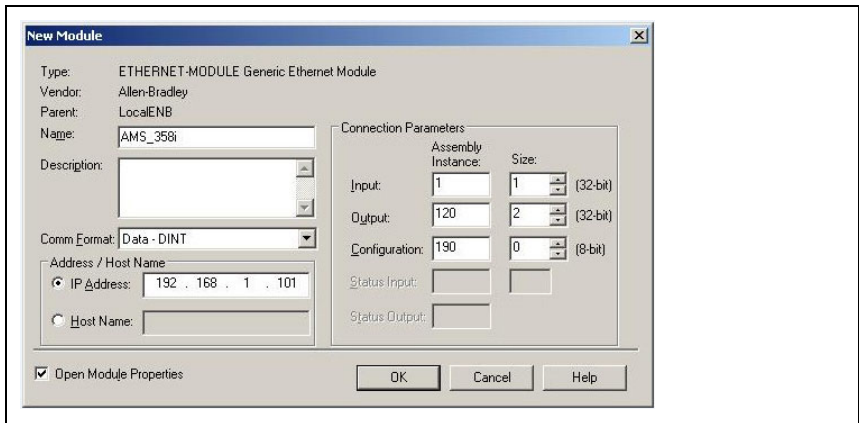 New Module
Type: ETHERNET-MODULE Generic Ethernet Module
Vendor: Allen-Bradley
Parent: LocalENB
Name: AMS_358i
Description:
Comm Format: Data - DINT
Address / Host Name
IP Address: 192 . 168 . 1 . 101
Host Name:
Connection Parameters
Assembly Instance: Size:
Input: 1 1 (32-bit)
Output: 120 2 (32-bit)
Configuration: 190 0 (8-bit)
Status Input:
Status Output:
Open Module Properties
OK Cancel Help